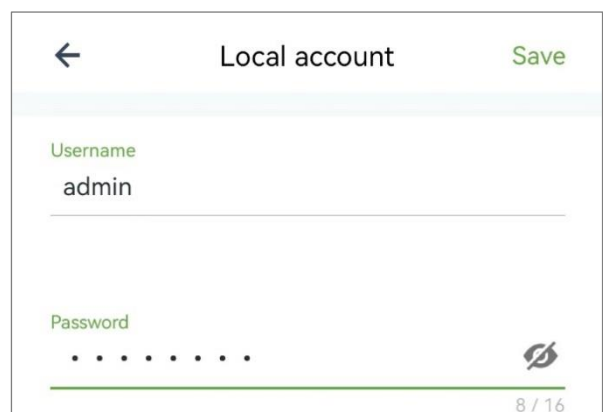 Local account Save
Username
admin
Password
• • • • • • • •
8 / 16